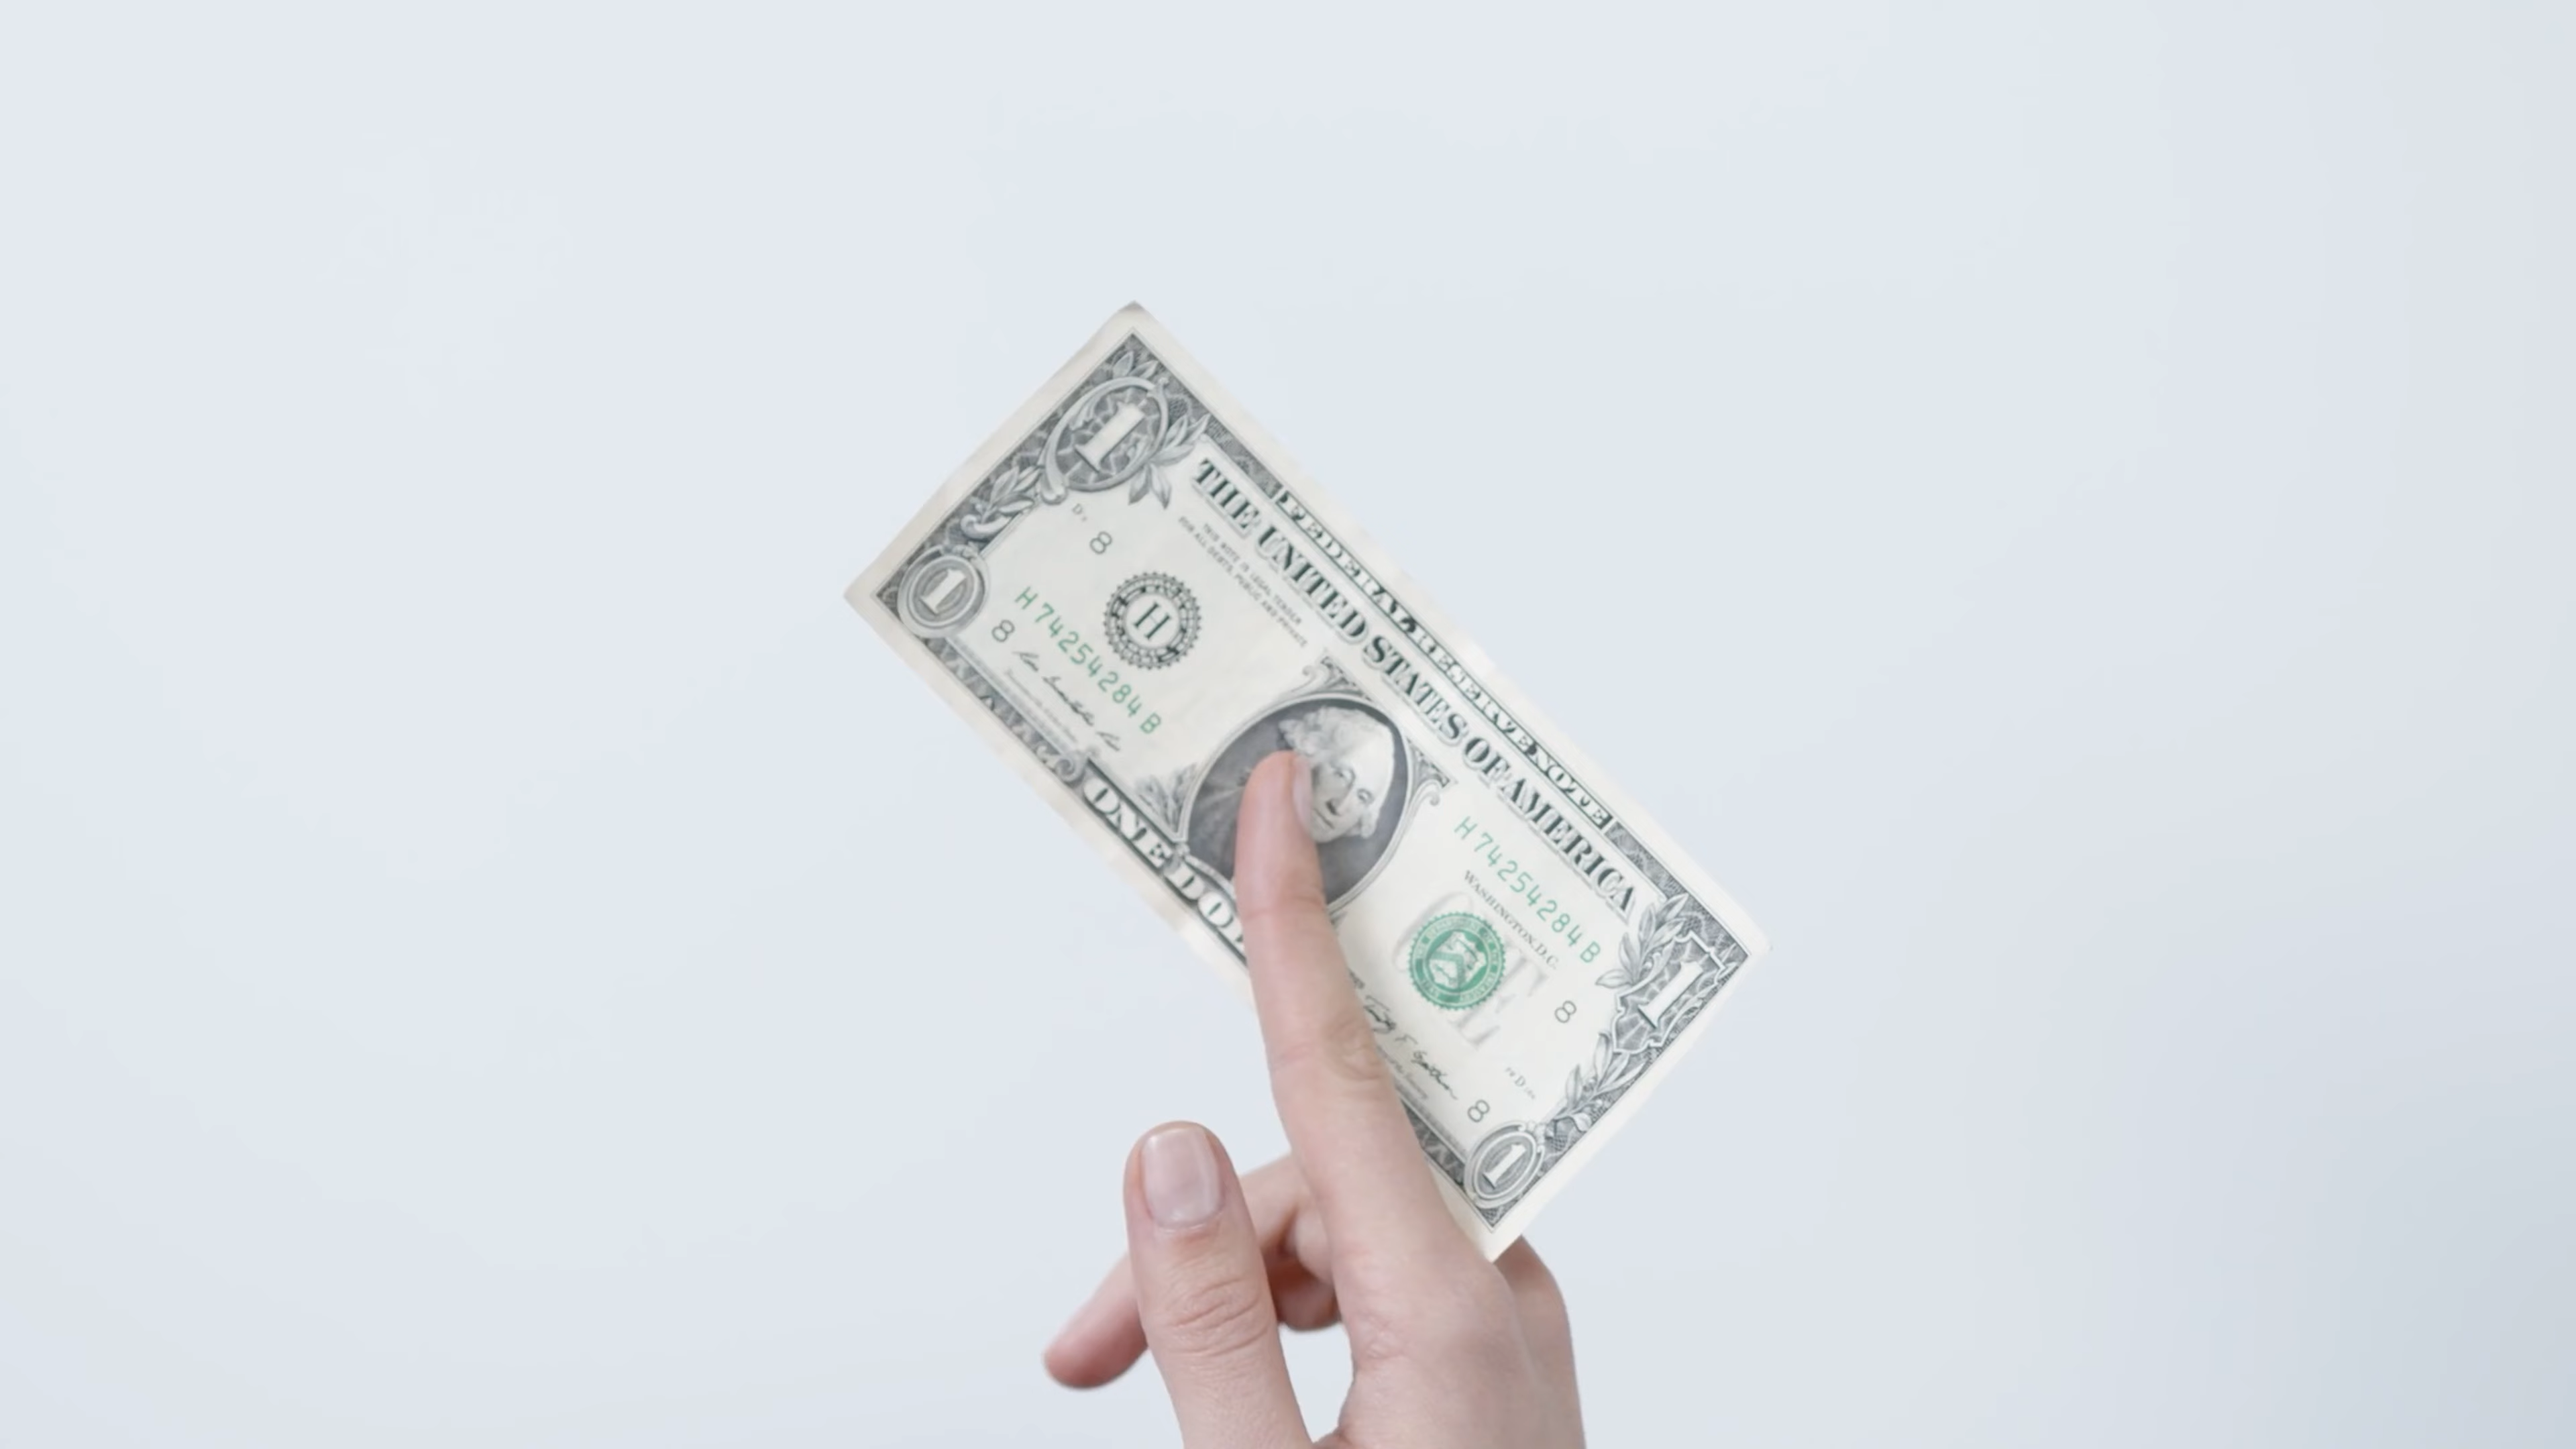 FEDERAL RESERVE NOTE
THE UNITED STATES OF AMERICA
1
THIS NOTE IS LEGAL TENDER
FOR ALL DEBTS, PUBLIC AND PRIVATE
8
H
H 74254284 B
8
1
H 74254284 B
WASHINGTON, D.C.
1
8
8
1
ONE DOL